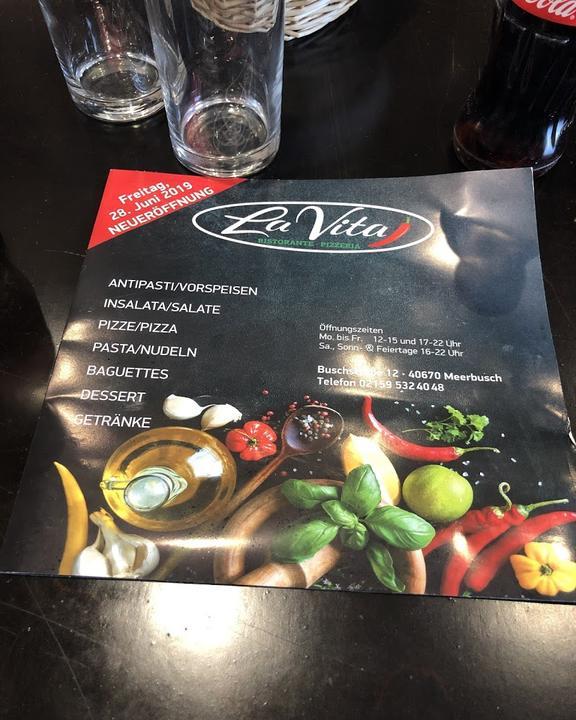 Freitag,
28. Juni 2019
NEUERÖFFNUNG
La Vita
RISTORANTE - PIZZERIA
ANTIPASTI/VORSPEISEN
INSALATA/SALATE
PIZZE/PIZZA
PASTA/NUDELN
BAGUETTES
DESSERT
GETRÄNKE
Öffnungszeiten
Mo. bis Fr. 12-15 und 17-22 Uhr
Sa., Sonn- & Feiertage 16-22 Uhr
12 - 40670 Meerbusch
Telefon 02159 532 40 48